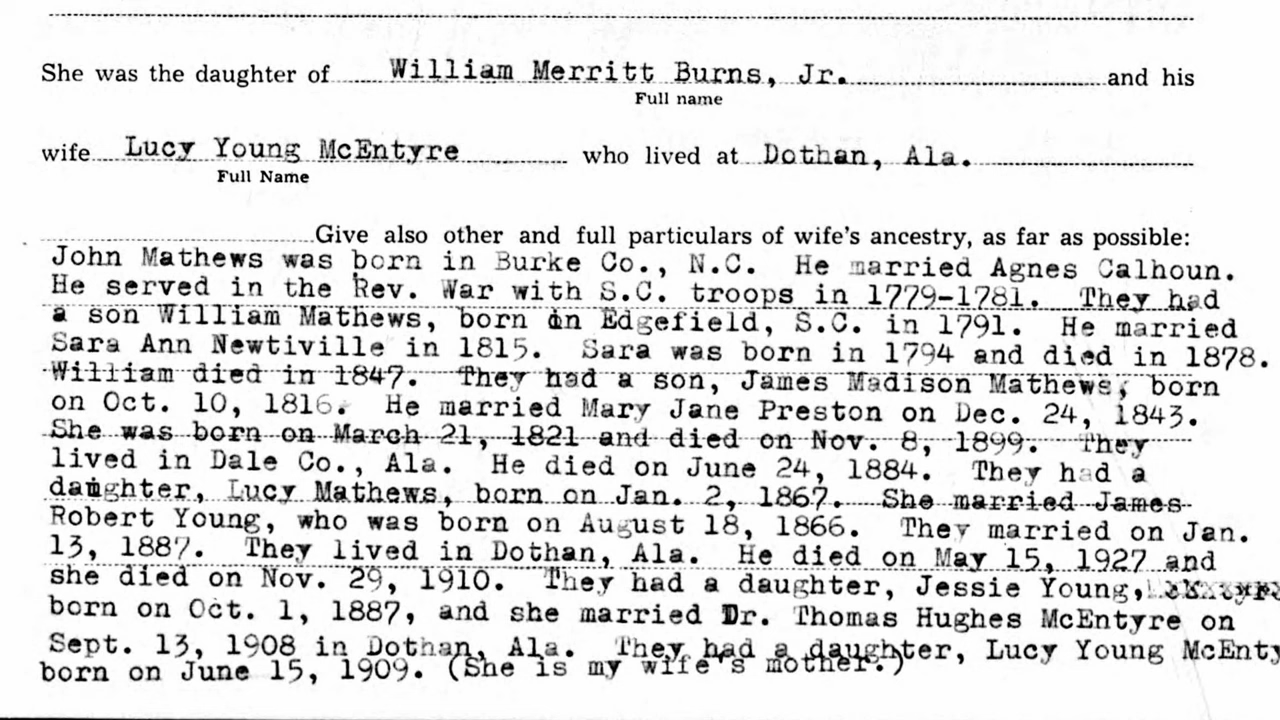 She was the daughter of William Merritt Burns, Jr. and his
Full name
wife Lucy Young McEntyre who lived at Dothan, Ala.
Full Name
Give also other and full particulars of wife's ancestry, as far as possible:
John Mathews was born in Burke Co., N.C. He married Agnes Calhoun.
He served in the Rev. War with S.C. troops in 1779-1781. They had
a son William Mathews, born in Edgefield, S.C. in 1791. He married
Sara Ann Newtiville in 1815. Sara was born in 1794 and died in 1878.
William died in 1847. They had a son, James Madison Mathews, born
on Oct. 10, 1816. He married Mary Jane Preston on Dec. 24, 1843.
She was born on March 21, 1821 and died on Nov. 8, 1899. They
lived in Dale Co., Ala. He died on June 24, 1884. They had a
daughter, Lucy Mathews, born on Jan. 2, 1867. She married James
Robert Young, who was born on August 18, 1866. They married on Jan.
13, 1887. They lived in Dothan, Ala. He died on May 15, 1927 and
she died on Nov. 29, 1910. They had a daughter, Jessie Young,
born on Oct. 1, 1887, and she married Dr. Thomas Hughes McEntyre on
Sept. 13, 1908 in Dothan, Ala. They had a daughter, Lucy Young McEnty
born on June 15, 1909. (She is my wife's mother.)